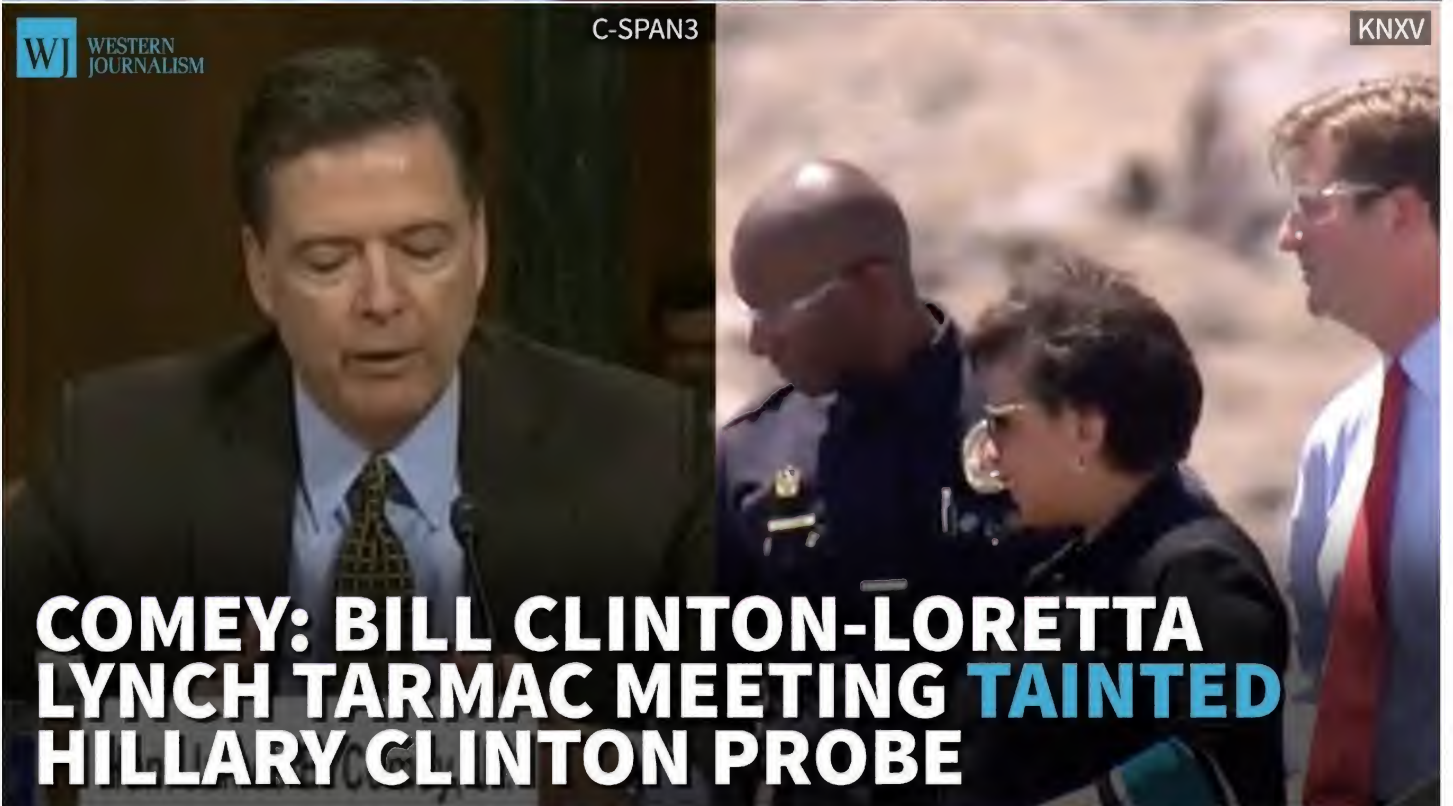 WJ WESTERN
JOURNALISM
C-SPAN3
KNXV
COMEY: BILL CLINTON-LORETTA
LYNCH TARMAC MEETING TAINTED
HILLARY CLINTON PROBE